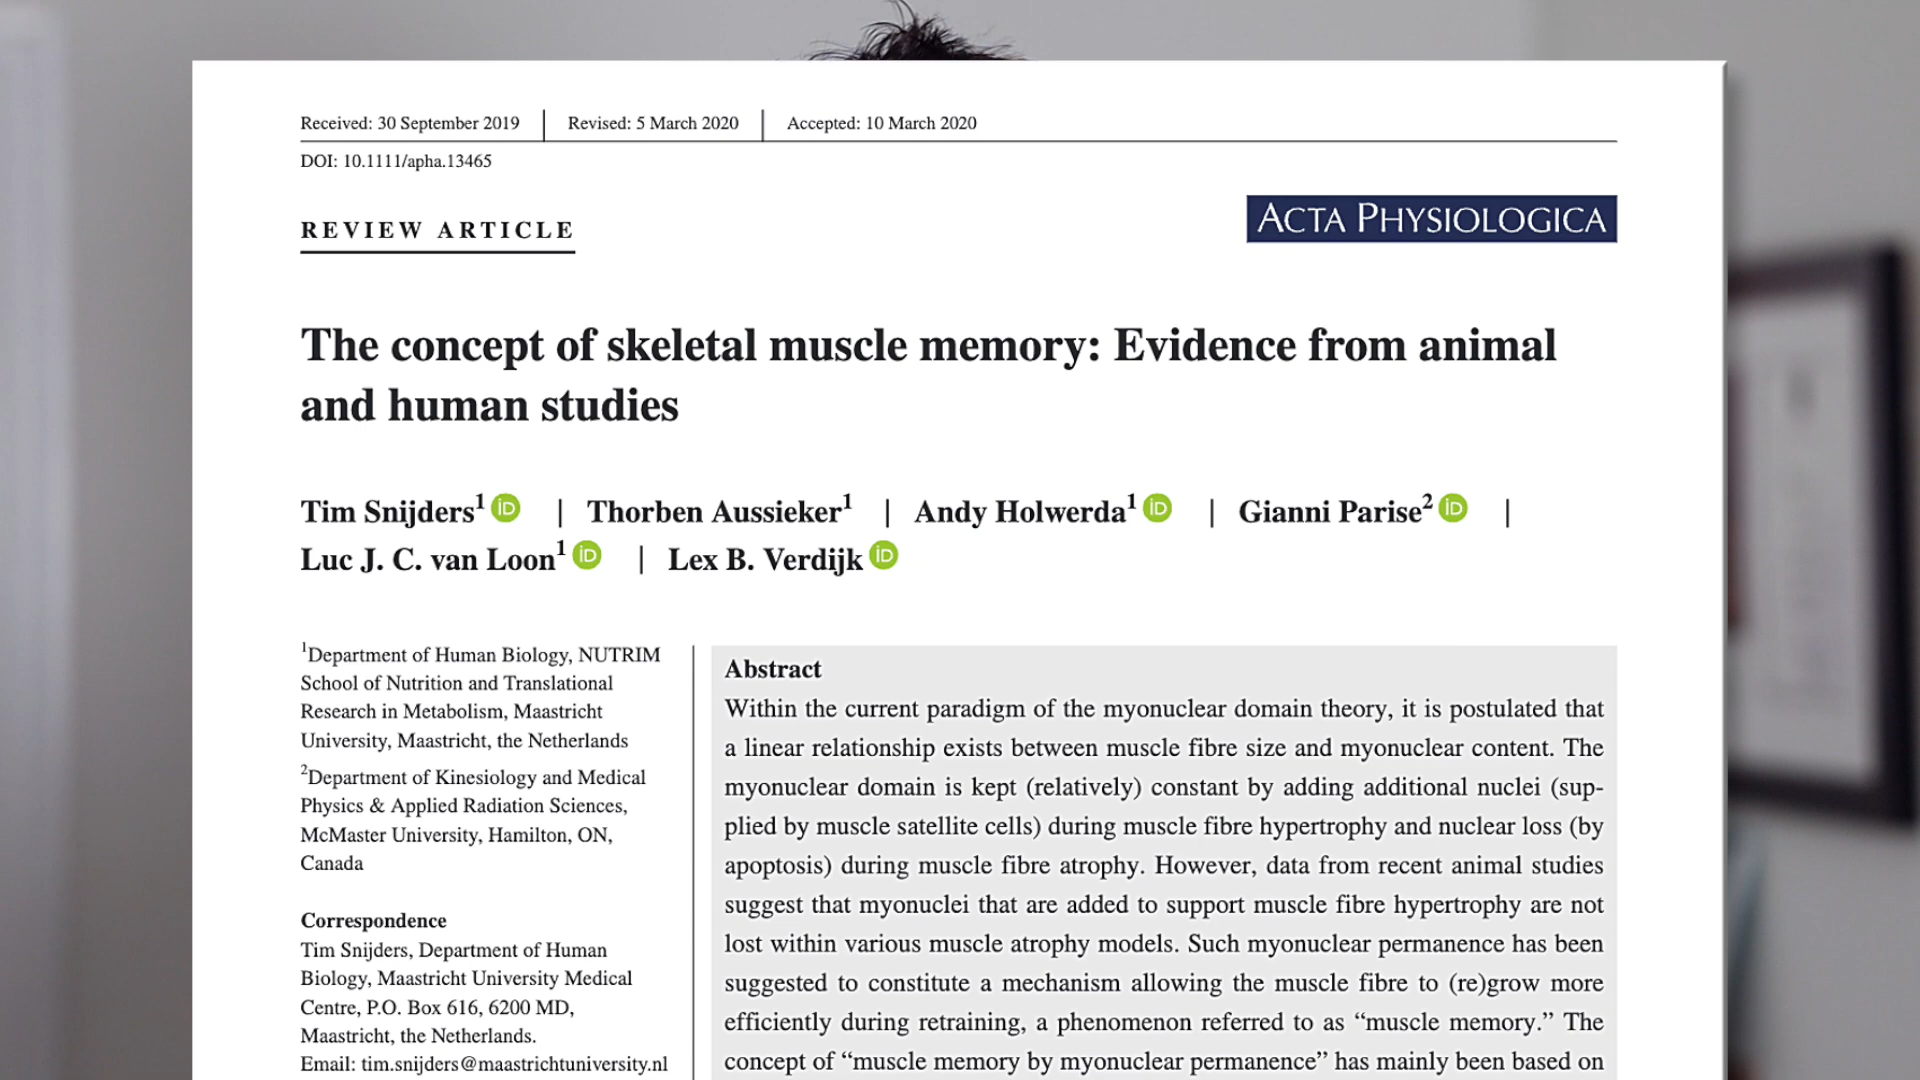 Received: 30 September 2019 | Revised: 5 March 2020 | Accepted: 10 March 2020
DOI: 10.1111/apha.13465
REVIEW ARTICLE
ACTA PHYSIOLOGICA
The concept of skeletal muscle memory: Evidence from animal
and human studies
Tim Snijders1 iD | Thorben Aussieker1 | Andy Holwerda1 iD | Gianni Parise2 iD |
Luc J. C. van Loon1 iD | Lex B. Verdijk iD
1Department of Human Biology, NUTRIM
School of Nutrition and Translational
Research in Metabolism, Maastricht
University, Maastricht, the Netherlands
2Department of Kinesiology and Medical
Physics & Applied Radiation Sciences,
McMaster University, Hamilton, ON,
Canada
Correspondence
Tim Snijders, Department of Human
Biology, Maastricht University Medical
Centre, P.O. Box 616, 6200 MD,
Maastricht, the Netherlands.
Email: tim.snijders@maastrichtuniversity.nl
Abstract
Within the current paradigm of the myonuclear domain theory, it is postulated that
a linear relationship exists between muscle fibre size and myonuclear content. The
myonuclear domain is kept (relatively) constant by adding additional nuclei (sup-
plied by muscle satellite cells) during muscle fibre hypertrophy and nuclear loss (by
apoptosis) during muscle fibre atrophy. However, data from recent animal studies
suggest that myonuclei that are added to support muscle fibre hypertrophy are not
lost within various muscle atrophy models. Such myonuclear permanence has been
suggested to constitute a mechanism allowing the muscle fibre to (re)grow more
efficiently during retraining, a phenomenon referred to as “muscle memory.” The
concept of “muscle memory by myonuclear permanence” has mainly been based on